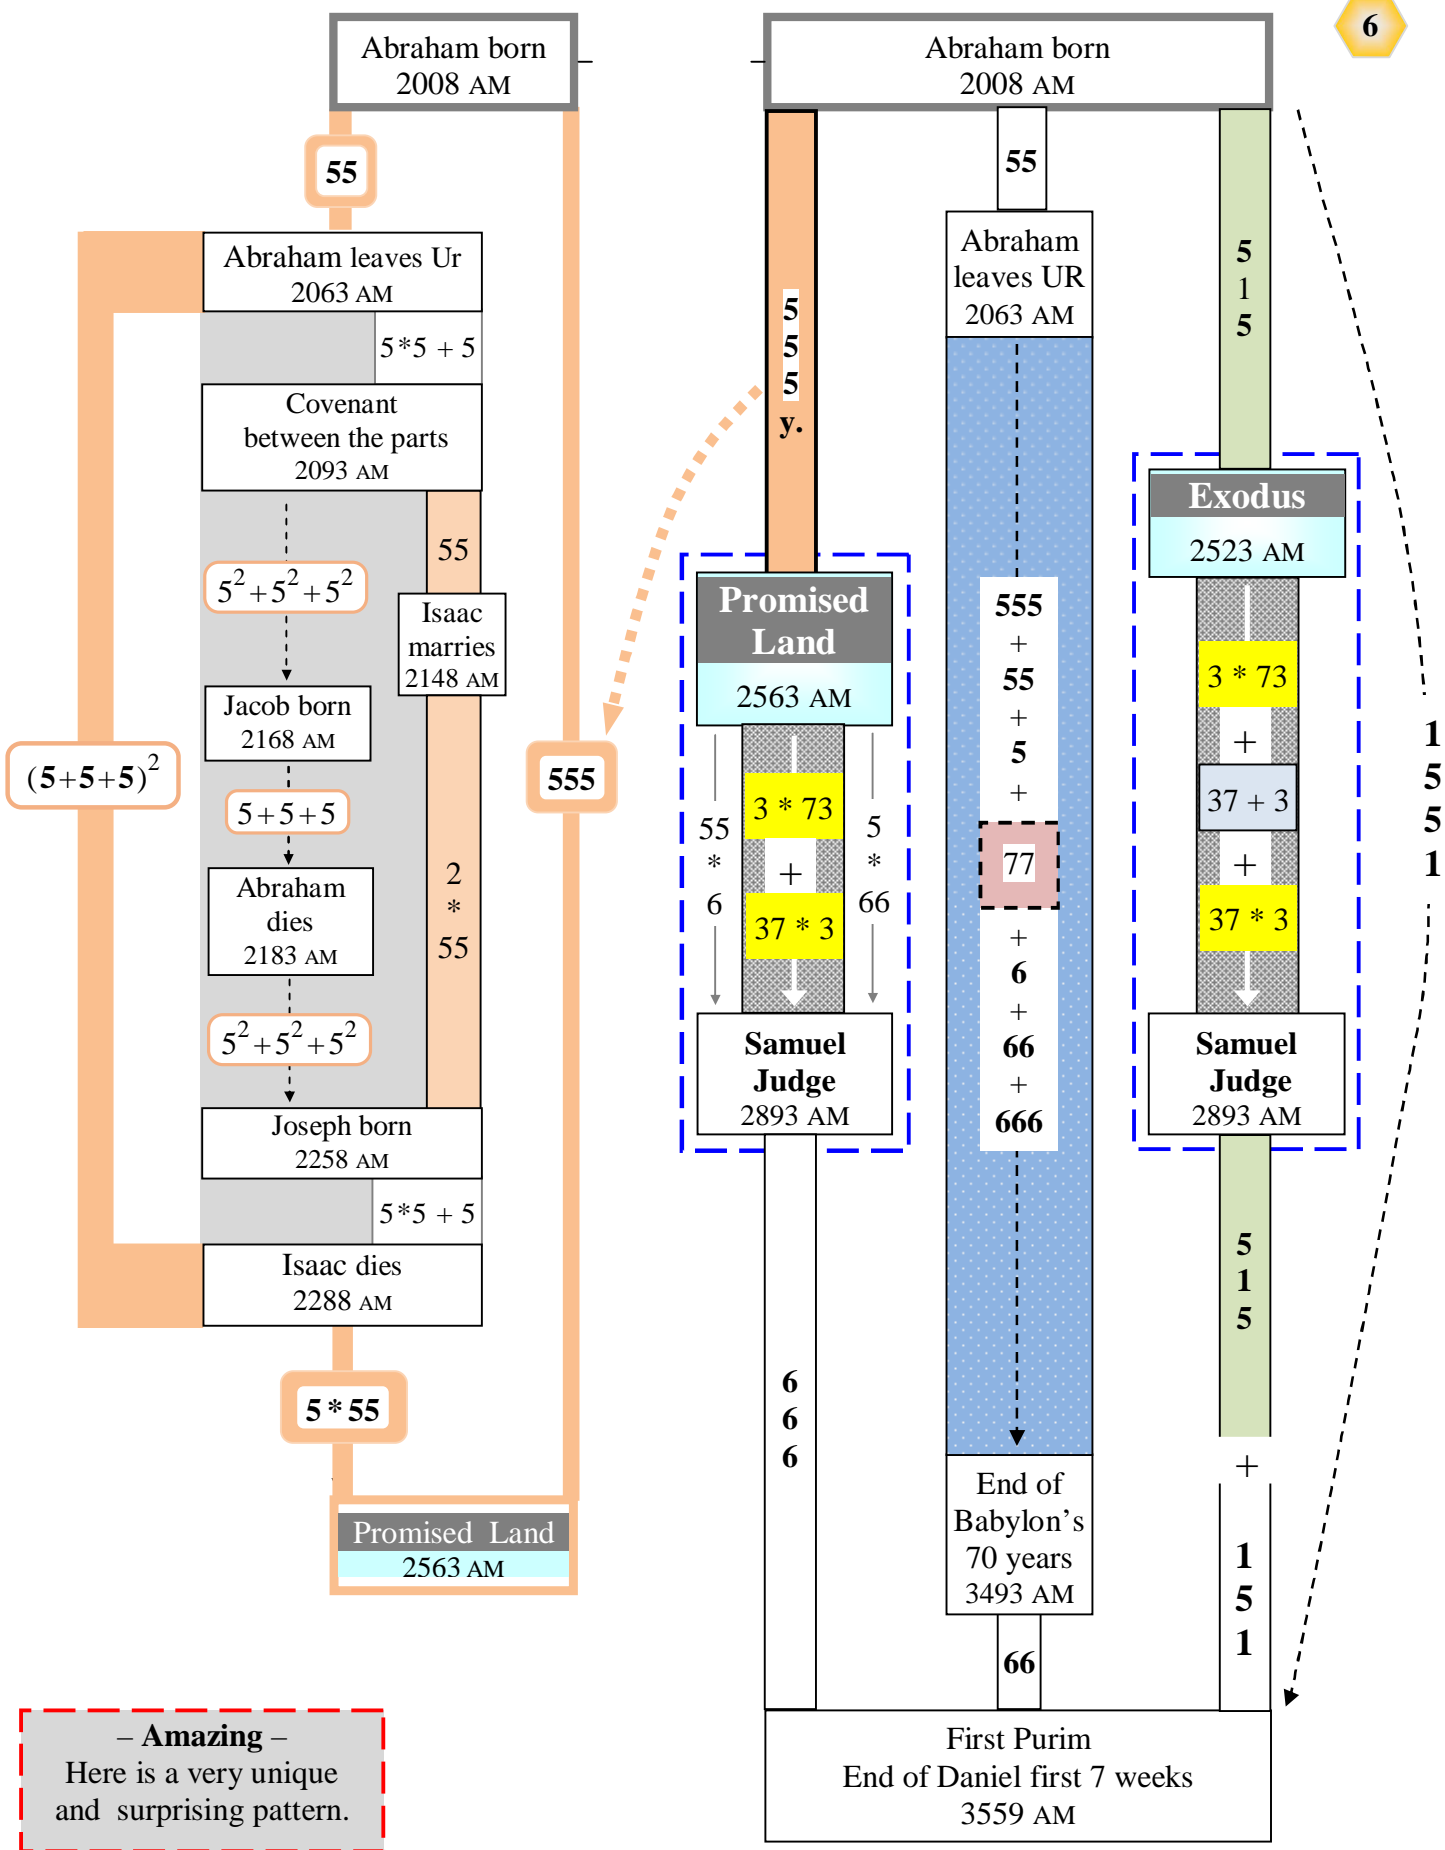 6
Abraham born
2008 AM
55
Abraham leaves Ur
2063 AM
5*5 + 5
Covenant
between the parts
2093 AM
5²+5²+5²
55
Isaac
marries
2148 AM
Jacob born
2168 AM
(5+5+5)²
5+5+5
Abraham
dies
2183 AM
2
*
55
5²+5²+5²
Joseph born
2258 AM
5*5 + 5
Isaac dies
2288 AM
5*55
555
Promised Land
2563 AM
– Amazing –
Here is a very unique
and surprising pattern.
Abraham born
2008 AM
5
5
5
y.
Promised
Land
2563 AM
55
*
6
3 * 73
+
37 * 3
5
*
66
Samuel
Judge
2893 AM
6
6
6
55
Abraham
leaves UR
2063 AM
555
+
55
+
5
+
77
+
6
+
66
+
666
End of
Babylon’s
70 years
3493 AM
66
5
1
5
Exodus
2523 AM
3 * 73
+
37 + 3
+
37 * 3
Samuel
Judge
2893 AM
5
1
5
+
1
5
1
1
5
5
1
First Purim
End of Daniel first 7 weeks
3559 AM